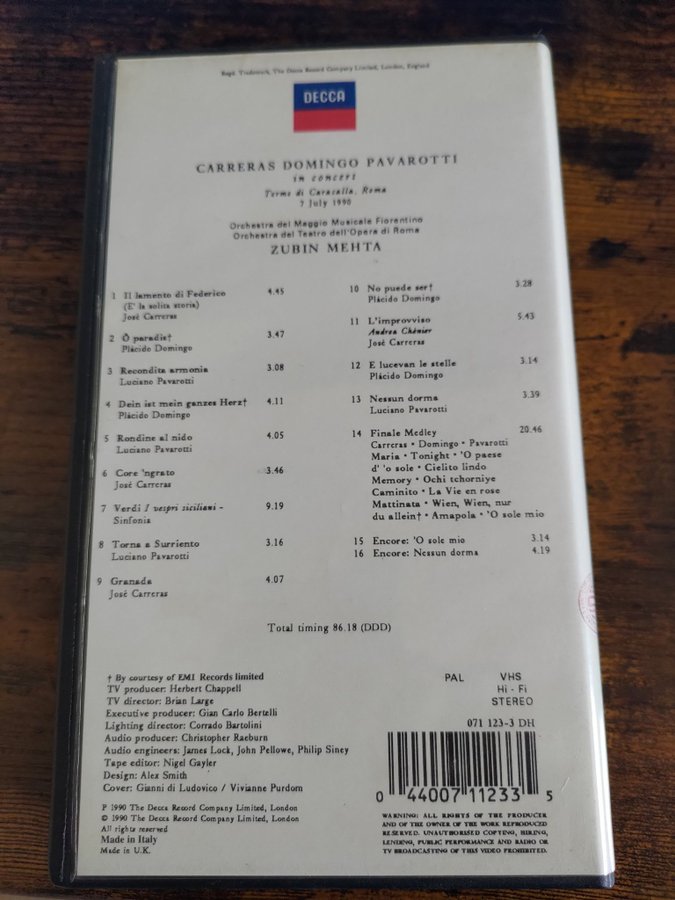 Regd. Trademark, The Decca Record Company Limited, London, England
DECCA
CARRERAS DOMINGO PAVAROTTI
in concert
Terme di Caracalla, Roma
7 July 1990
Orchestra del Maggio Musicale Fiorentino
Orchestra del Teatro dell'Opera di Roma
ZUBIN MEHTA
1 Il lamento di Federico 4.45
(E' la solita storia)
José Carreras
2 Ô paradis† 3.47
Plácido Domingo
3 Recondita armonia 3.08
Luciano Pavarotti
4 Dein ist mein ganzes Herz† 4.11
Plácido Domingo
5 Rondine al nido 4.05
Luciano Pavarotti
6 Core 'ngrato 3.46
José Carreras
7 Verdi I vespri siciliani - 9.19
Sinfonia
8 Torna a Surriento 3.16
Luciano Pavarotti
9 Granada 4.07
José Carreras
10 No puede ser† 3.28
Plácido Domingo
11 L'improvviso 5.43
Andrea Chénier
José Carreras
12 E lucevan le stelle 3.14
Plácido Domingo
13 Nessun dorma 3.39
Luciano Pavarotti
14 Finale Medley 20.46
Carreras • Domingo • Pavarotti
Maria • Tonight • 'O paese
d' 'o sole • Cielito lindo
Memory • Ochi tchorniye
Caminito • La Vie en rose
Mattinata • Wien, Wien, nur
du allein† • Amapola • 'O sole mio
15 Encore: 'O sole mio 3.14
16 Encore: Nessun dorma 4.19
Total timing 86.18 (DDD)
† By courtesy of EMI Records limited
TV producer: Herbert Chappell
TV director: Brian Large
Executive producer: Gian Carlo Bertelli
Lighting director: Corrado Bartolini
Audio producer: Christopher Raeburn
Audio engineers: James Lock, John Pellowe, Philip Siney
Tape editor: Nigel Gayler
Design: Alex Smith
Cover: Gianni di Ludovico / Vivianne Purdom
P 1990 The Decca Record Company Limited, London
© 1990 The Decca Record Company Limited, London
All rights reserved
Made in Italy
Made in U.K.
PAL VHS
Hi - Fi
STEREO
071 123-3 DH
0 44007 11233 5
WARNING: ALL RIGHTS OF THE PRODUCER
AND OF THE OWNER OF THE WORK REPRODUCED
RESERVED. UNAUTHORISED COPYING, HIRING,
LENDING, PUBLIC PERFORMANCE AND RADIO OR
TV BROADCASTING OF THIS VIDEO PROHIBITED.